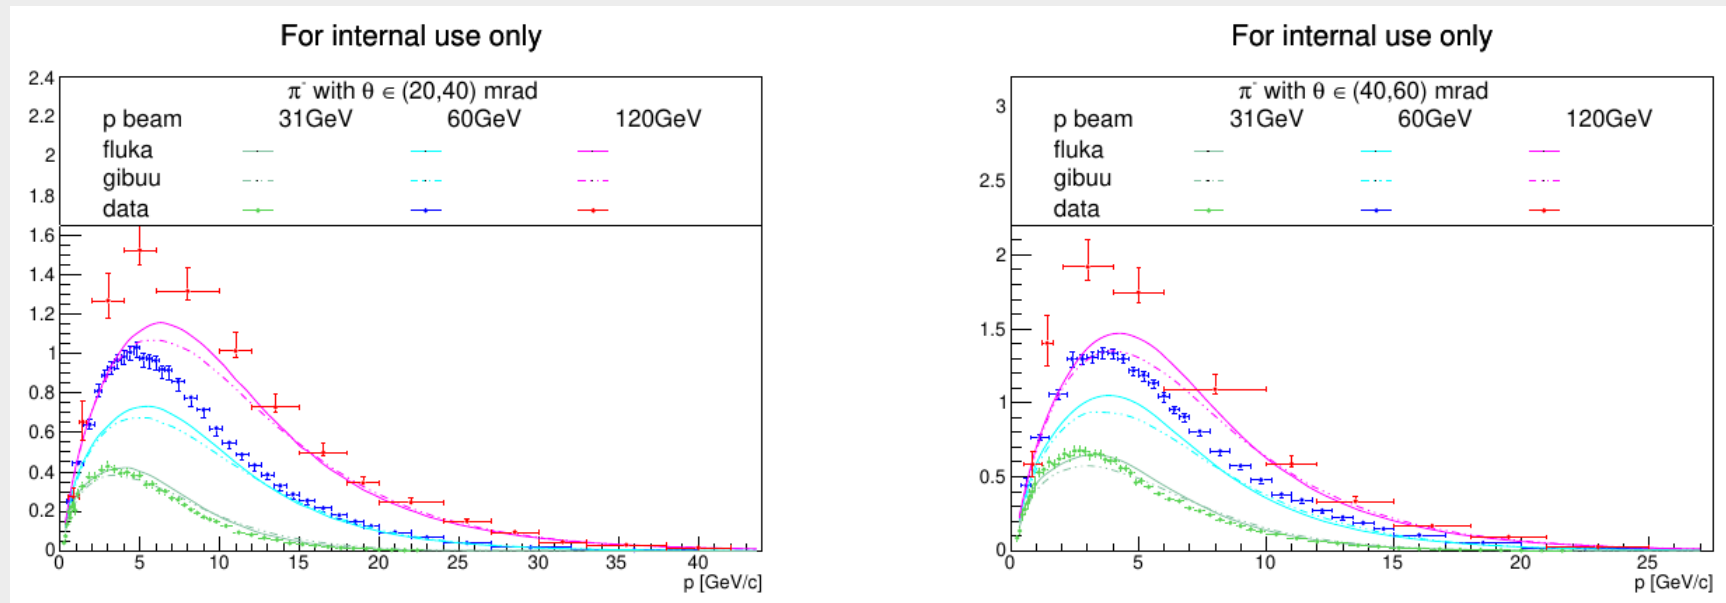 For internal use only
π⁻ with θ ∈ (20,40) mrad
p beam 31GeV 60GeV 120GeV
fluka
gibuu
data
2.4
2.2
2
1.8
1.6
1.4
1.2
1
0.8
0.6
0.4
0.2
0
0 5 10 15 20 25 30 35 40
p [GeV/c]
For internal use only
π⁻ with θ ∈ (40,60) mrad
p beam 31GeV 60GeV 120GeV
fluka
gibuu
data
3
2.5
2
1.5
1
0.5
0
0 5 10 15 20 25
p [GeV/c]